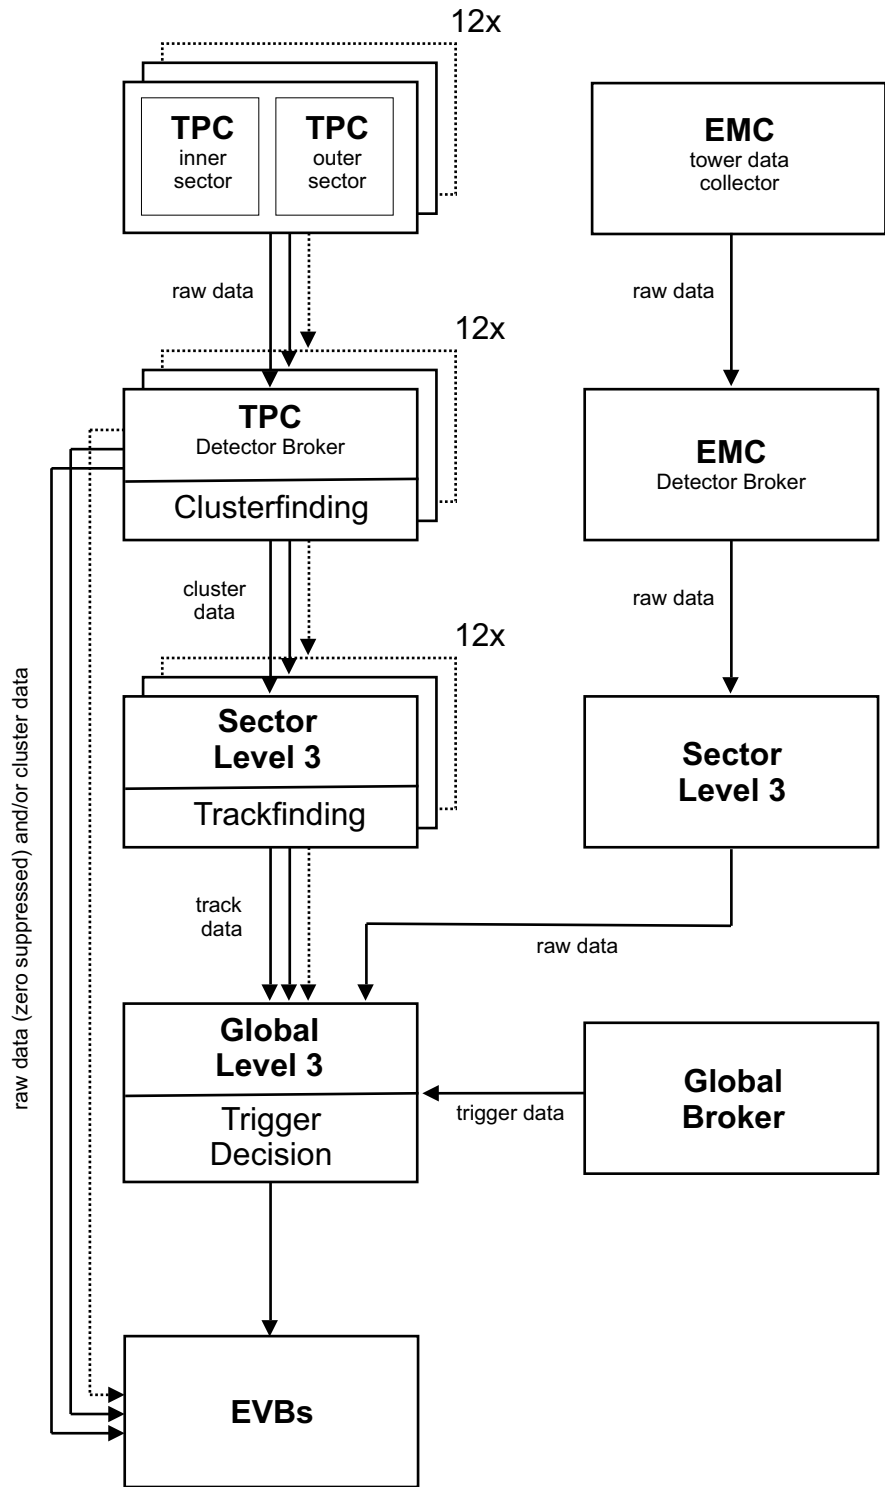 12x
TPC
inner
sector
TPC
outer
sector
EMC
tower data
collector
raw data
raw data
12x
TPC
Detector Broker
Clusterfinding
EMC
Detector Broker
cluster
data
raw data
12x
Sector
Level 3
Trackfinding
Sector
Level 3
raw data (zero suppressed) and/or cluster data
track
data
raw data
Global
Level 3
Trigger
Decision
trigger data
Global
Broker
EVBs